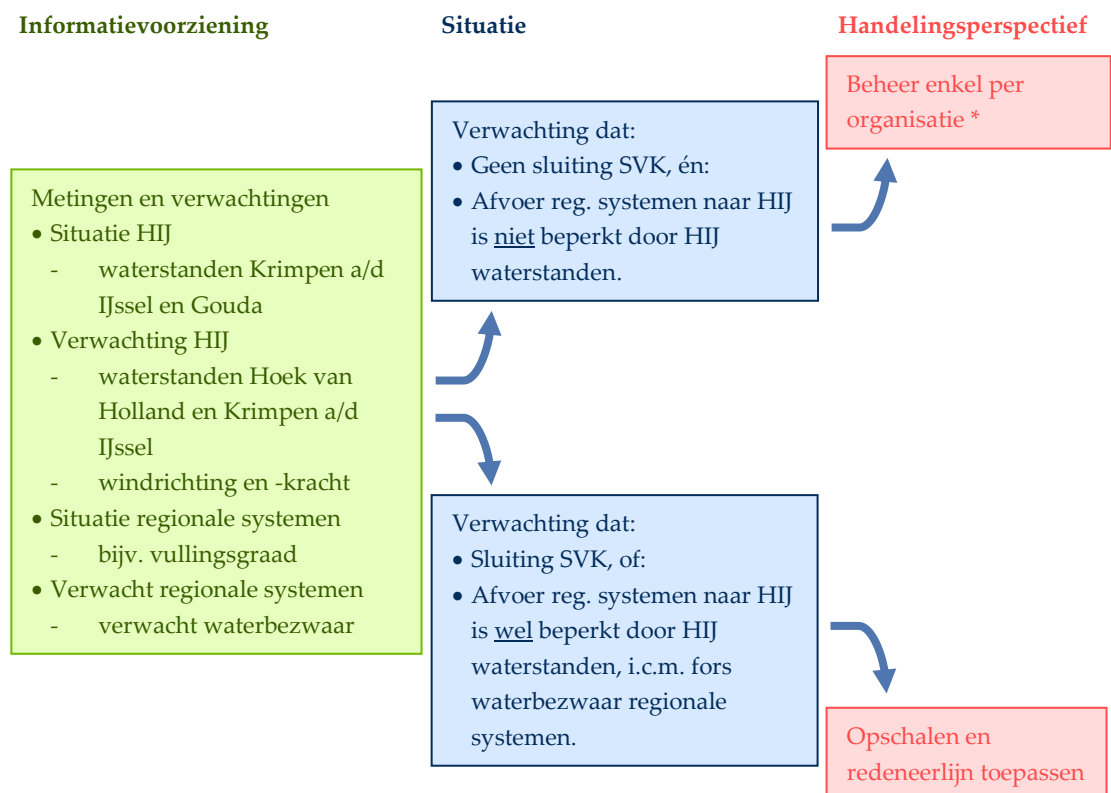 Informatievoorziening
Situatie
Handelingsperspectief
Metingen en verwachtingen
• Situatie HIJ
- waterstanden Krimpen a/d
IJssel en Gouda
• Verwachting HIJ
- waterstanden Hoek van
Holland en Krimpen a/d
IJssel
- windrichting en -kracht
• Situatie regionale systemen
- bijv. vullingsgraad
• Verwacht regionale systemen
- verwacht waterbezwaar
Verwachting dat:
• Geen sluiting SVK, én:
• Afvoer reg. systemen naar HIJ
is niet beperkt door HIJ
waterstanden.
Verwachting dat:
• Sluiting SVK, of:
• Afvoer reg. systemen naar HIJ
is wel beperkt door HIJ
waterstanden, i.c.m. fors
waterbezwaar regionale
systemen.
Beheer enkel per
organisatie *
Opschalen en
redeneerlijn toepassen